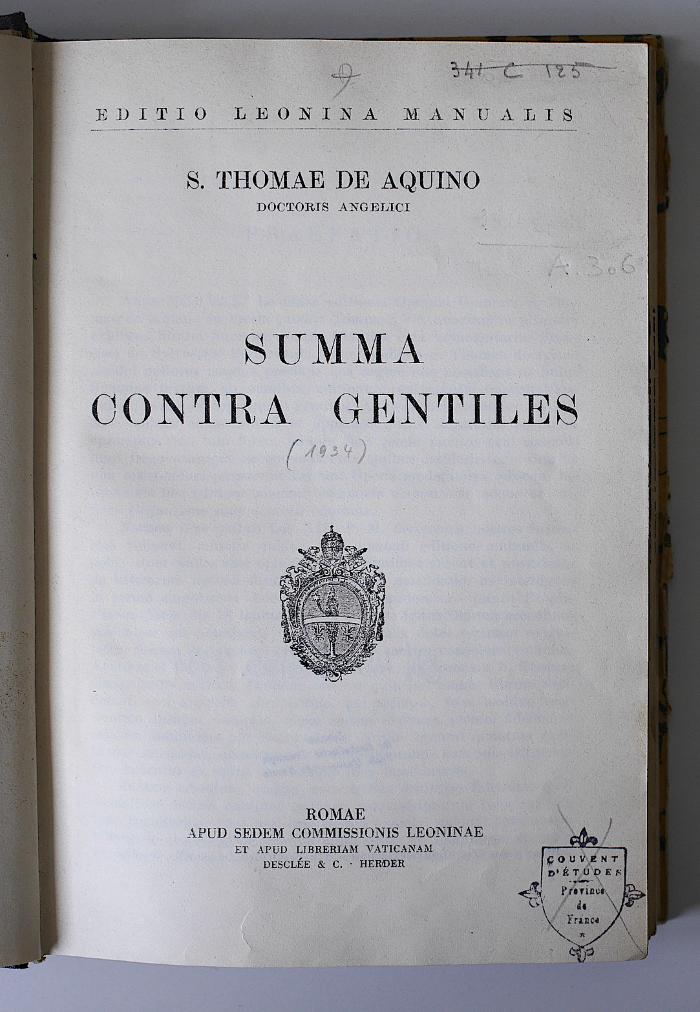 341 C 125
EDITIO LEONINA MANUALIS
S. THOMAE DE AQUINO
DOCTORIS ANGELICI
A.306
SUMMA
CONTRA GENTILES
(1934)
ROMAE
APUD SEDEM COMMISSIONIS LEONINAE
ET APUD LIBRERIAM VATICANAM
DESCLÉE & C. - HERDER
COUVENT
D'ÉTUDES
Province
de
France